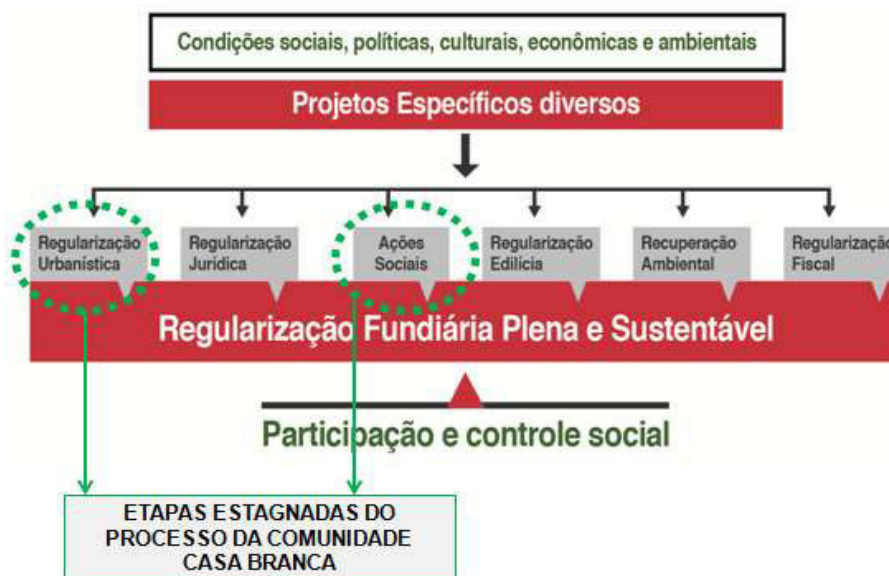 Condições sociais, políticas, culturais, econômicas e ambientais
Projetos Específicos diversos
Regularização
Urbanística
Regularização
Jurídica
Ações
Sociais
Regularização
Edilícia
Recuperação
Ambiental
Regularização
Fiscal
Regularização Fundiária Plena e Sustentável
Participação e controle social
ETAPAS ESTAGNADAS DO
PROCESSO DA COMUNIDADE
CASA BRANCA